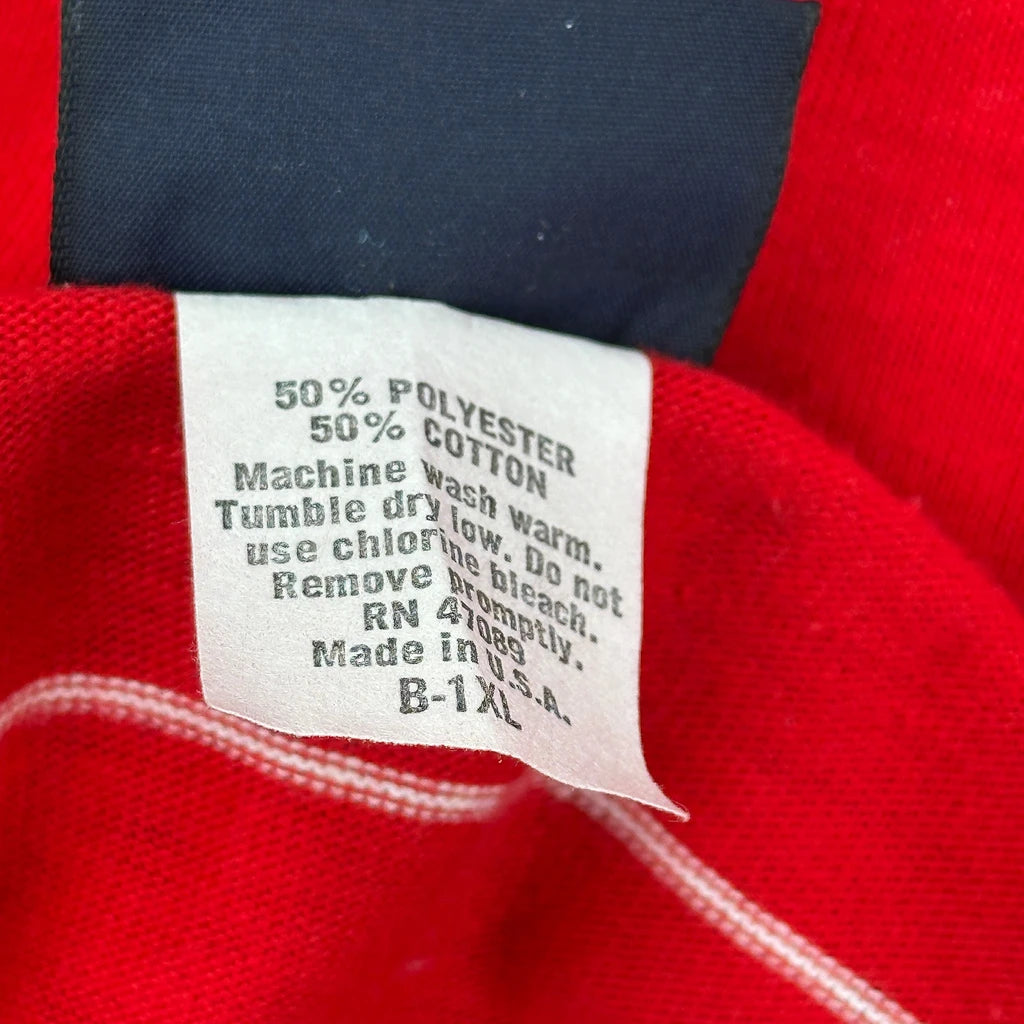 50% POLYESTER
50% COTTON
Machine wash warm.
Tumble dry low. Do not
use chlorine bleach.
Remove promptly.
RN 47089
Made in U.S.A.
B-1XL